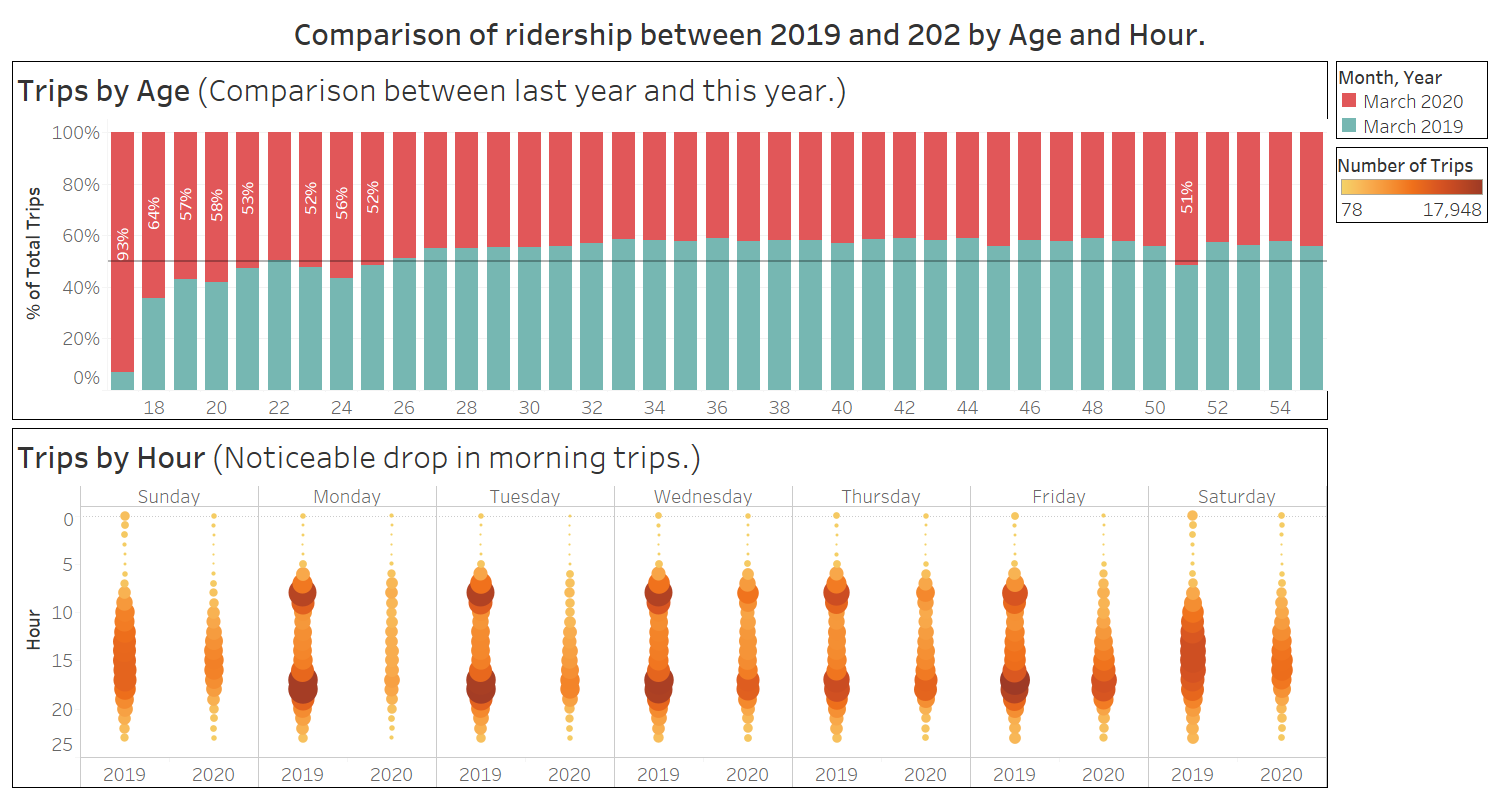 Comparison of ridership between 2019 and 202 by Age and Hour.
Trips by Age (Comparison between last year and this year.)
% of Total Trips
100%
80%
60%
40%
20%
0%
93%
64%
57%
58%
53%
52%
56%
52%
51%
18 20 22 24 26 28 30 32 34 36 38 40 42 44 46 48 50 52 54
Month, Year
March 2020
March 2019
Number of Trips
78 17,948
Trips by Hour (Noticeable drop in morning trips.)
Sunday Monday Tuesday Wednesday Thursday Friday Saturday
Hour
0
5
10
15
20
25
2019 2020 2019 2020 2019 2020 2019 2020 2019 2020 2019 2020 2019 2020